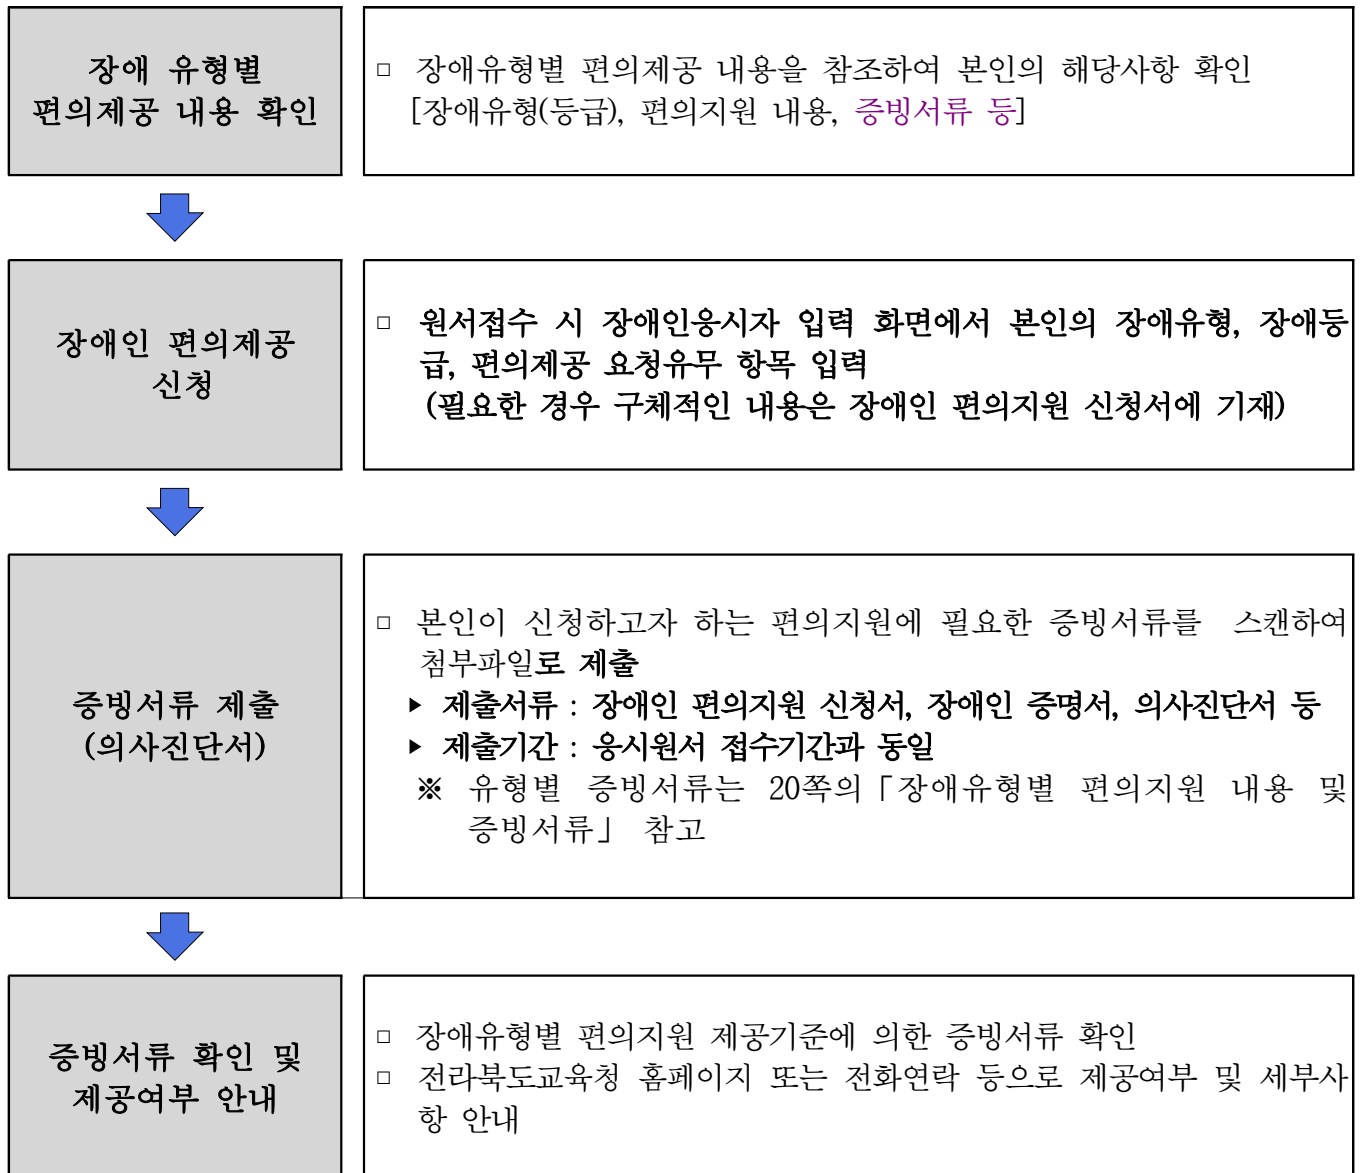 장애 유형별
편의제공 내용 확인
□ 장애유형별 편의제공 내용을 참조하여 본인의 해당사항 확인
[장애유형(등급), 편의지원 내용, 증빙서류 등]
장애인 편의제공
신청
□ 원서접수 시 장애인응시자 입력 화면에서 본인의 장애유형, 장애등
급, 편의제공 요청유무 항목 입력
(필요한 경우 구체적인 내용은 장애인 편의지원 신청서에 기재)
증빙서류 제출
(의사진단서)
□ 본인이 신청하고자 하는 편의지원에 필요한 증빙서류를 스캔하여
첨부파일로 제출
▶ 제출서류 : 장애인 편의지원 신청서, 장애인 증명서, 의사진단서 등
▶ 제출기간 : 응시원서 접수기간과 동일
※ 유형별 증빙서류는 20쪽의「장애유형별 편의지원 내용 및
증빙서류」 참고
증빙서류 확인 및
제공여부 안내
□ 장애유형별 편의지원 제공기준에 의한 증빙서류 확인
□ 전라북도교육청 홈페이지 또는 전화연락 등으로 제공여부 및 세부사
항 안내